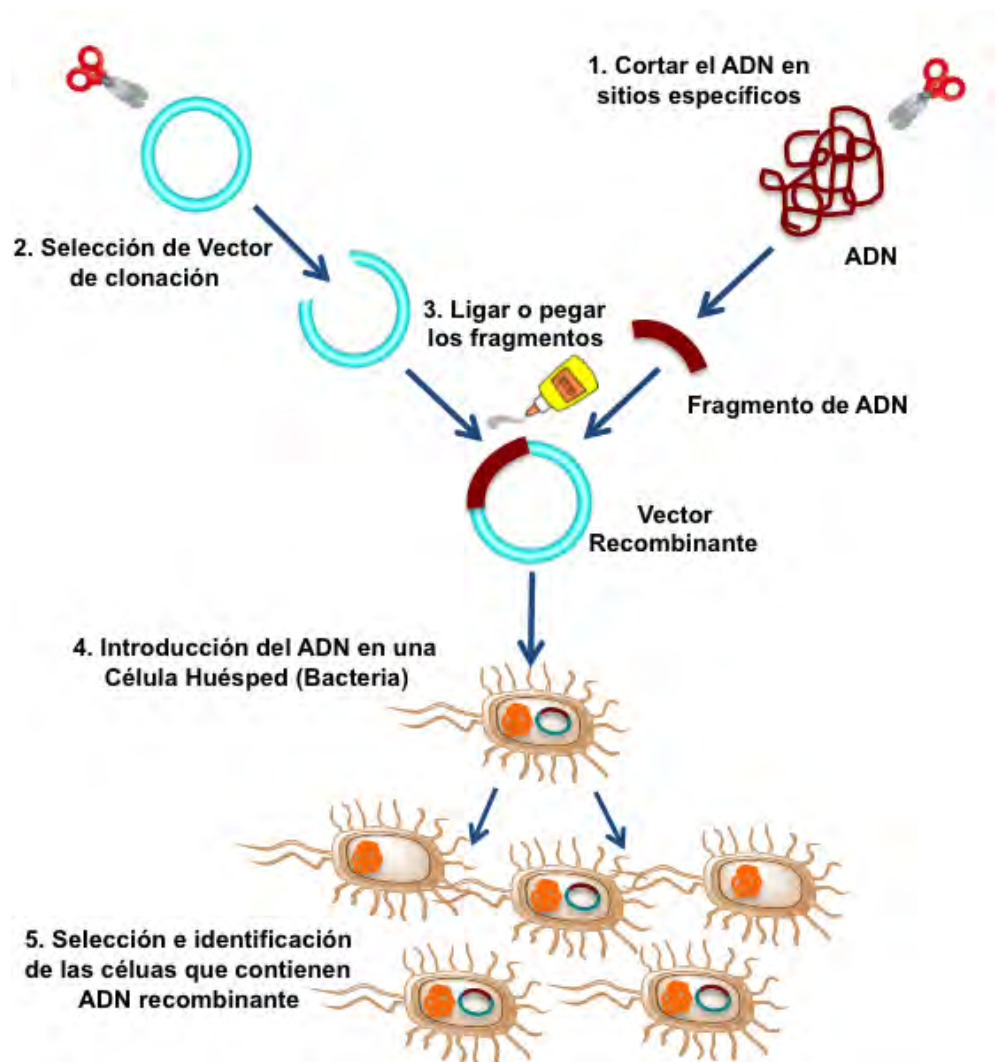 1. Cortar el ADN en
sitios específicos
ADN
2. Selección de Vector
de clonación
3. Ligar o pegar
los fragmentos
Fragmento de ADN
Vector
Recombinante
4. Introducción del ADN en una
Célula Huésped (Bacteria)
5. Selección e identificación
de las céluas que contienen
ADN recombinante